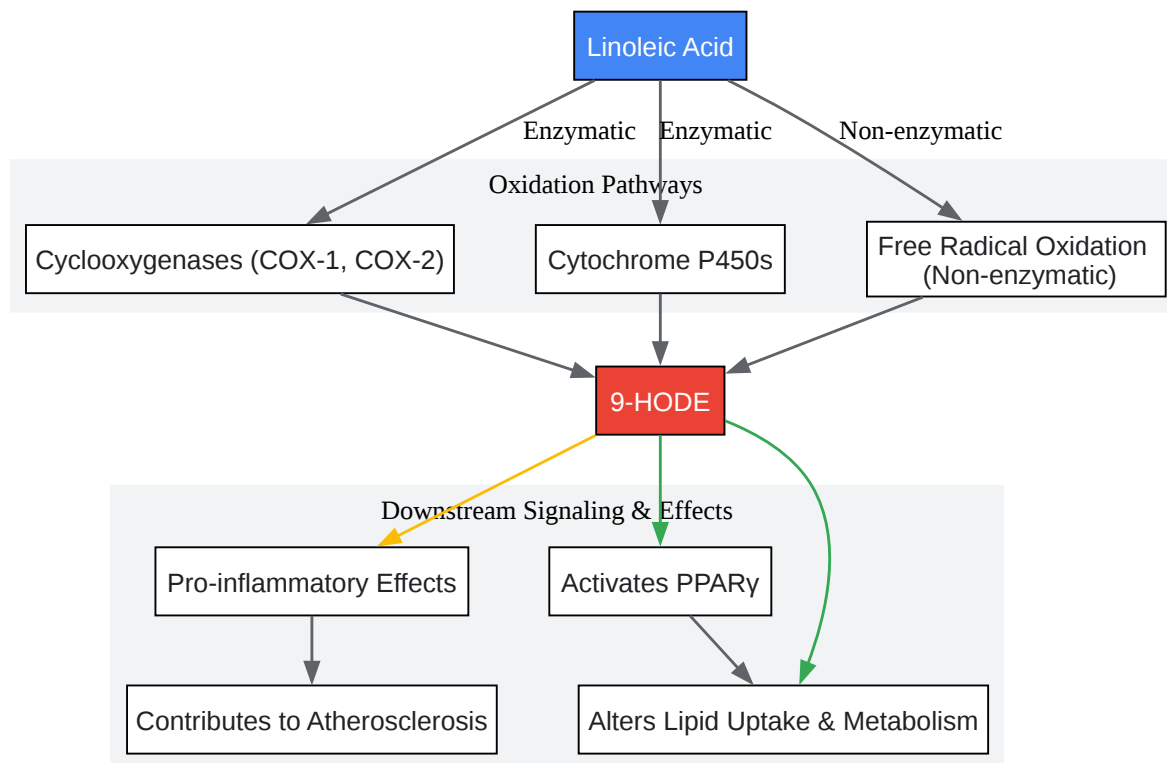 Linoleic Acid
Enzymatic
Enzymatic
Non-enzymatic
Oxidation Pathways
Cyclooxygenases (COX-1, COX-2)
Cytochrome P450s
Free Radical Oxidation
(Non-enzymatic)
9-HODE
Downstream Signaling & Effects
Pro-inflammatory Effects
Activates PPARγ
Contributes to Atherosclerosis
Alters Lipid Uptake & Metabolism